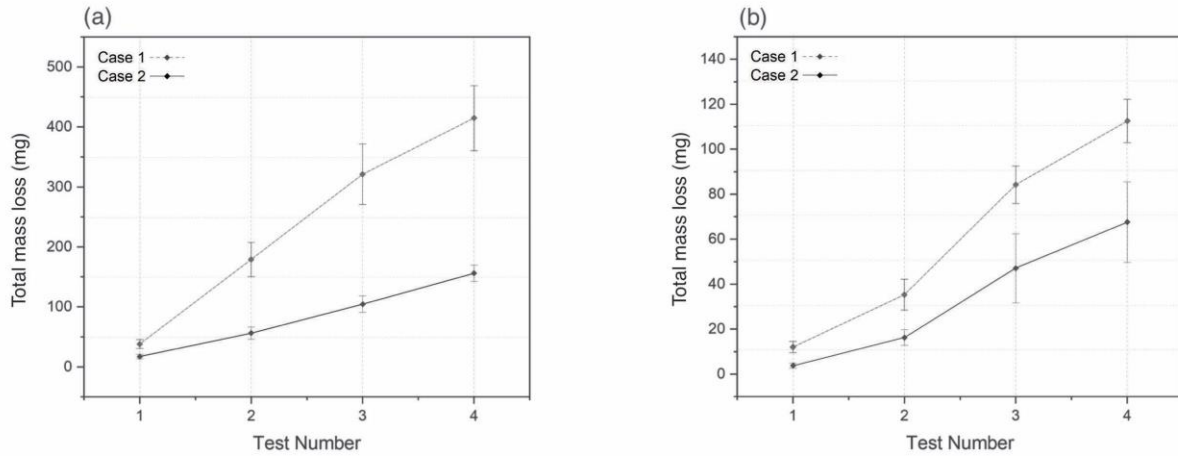 (a)
Case 1
Case 2
500
400
300
200
100
0
Total mass loss (mg)
1 2 3 4
Test Number
(b)
Case 1
Case 2
140
120
100
80
60
40
20
0
Total mass loss (mg)
1 2 3 4
Test Number